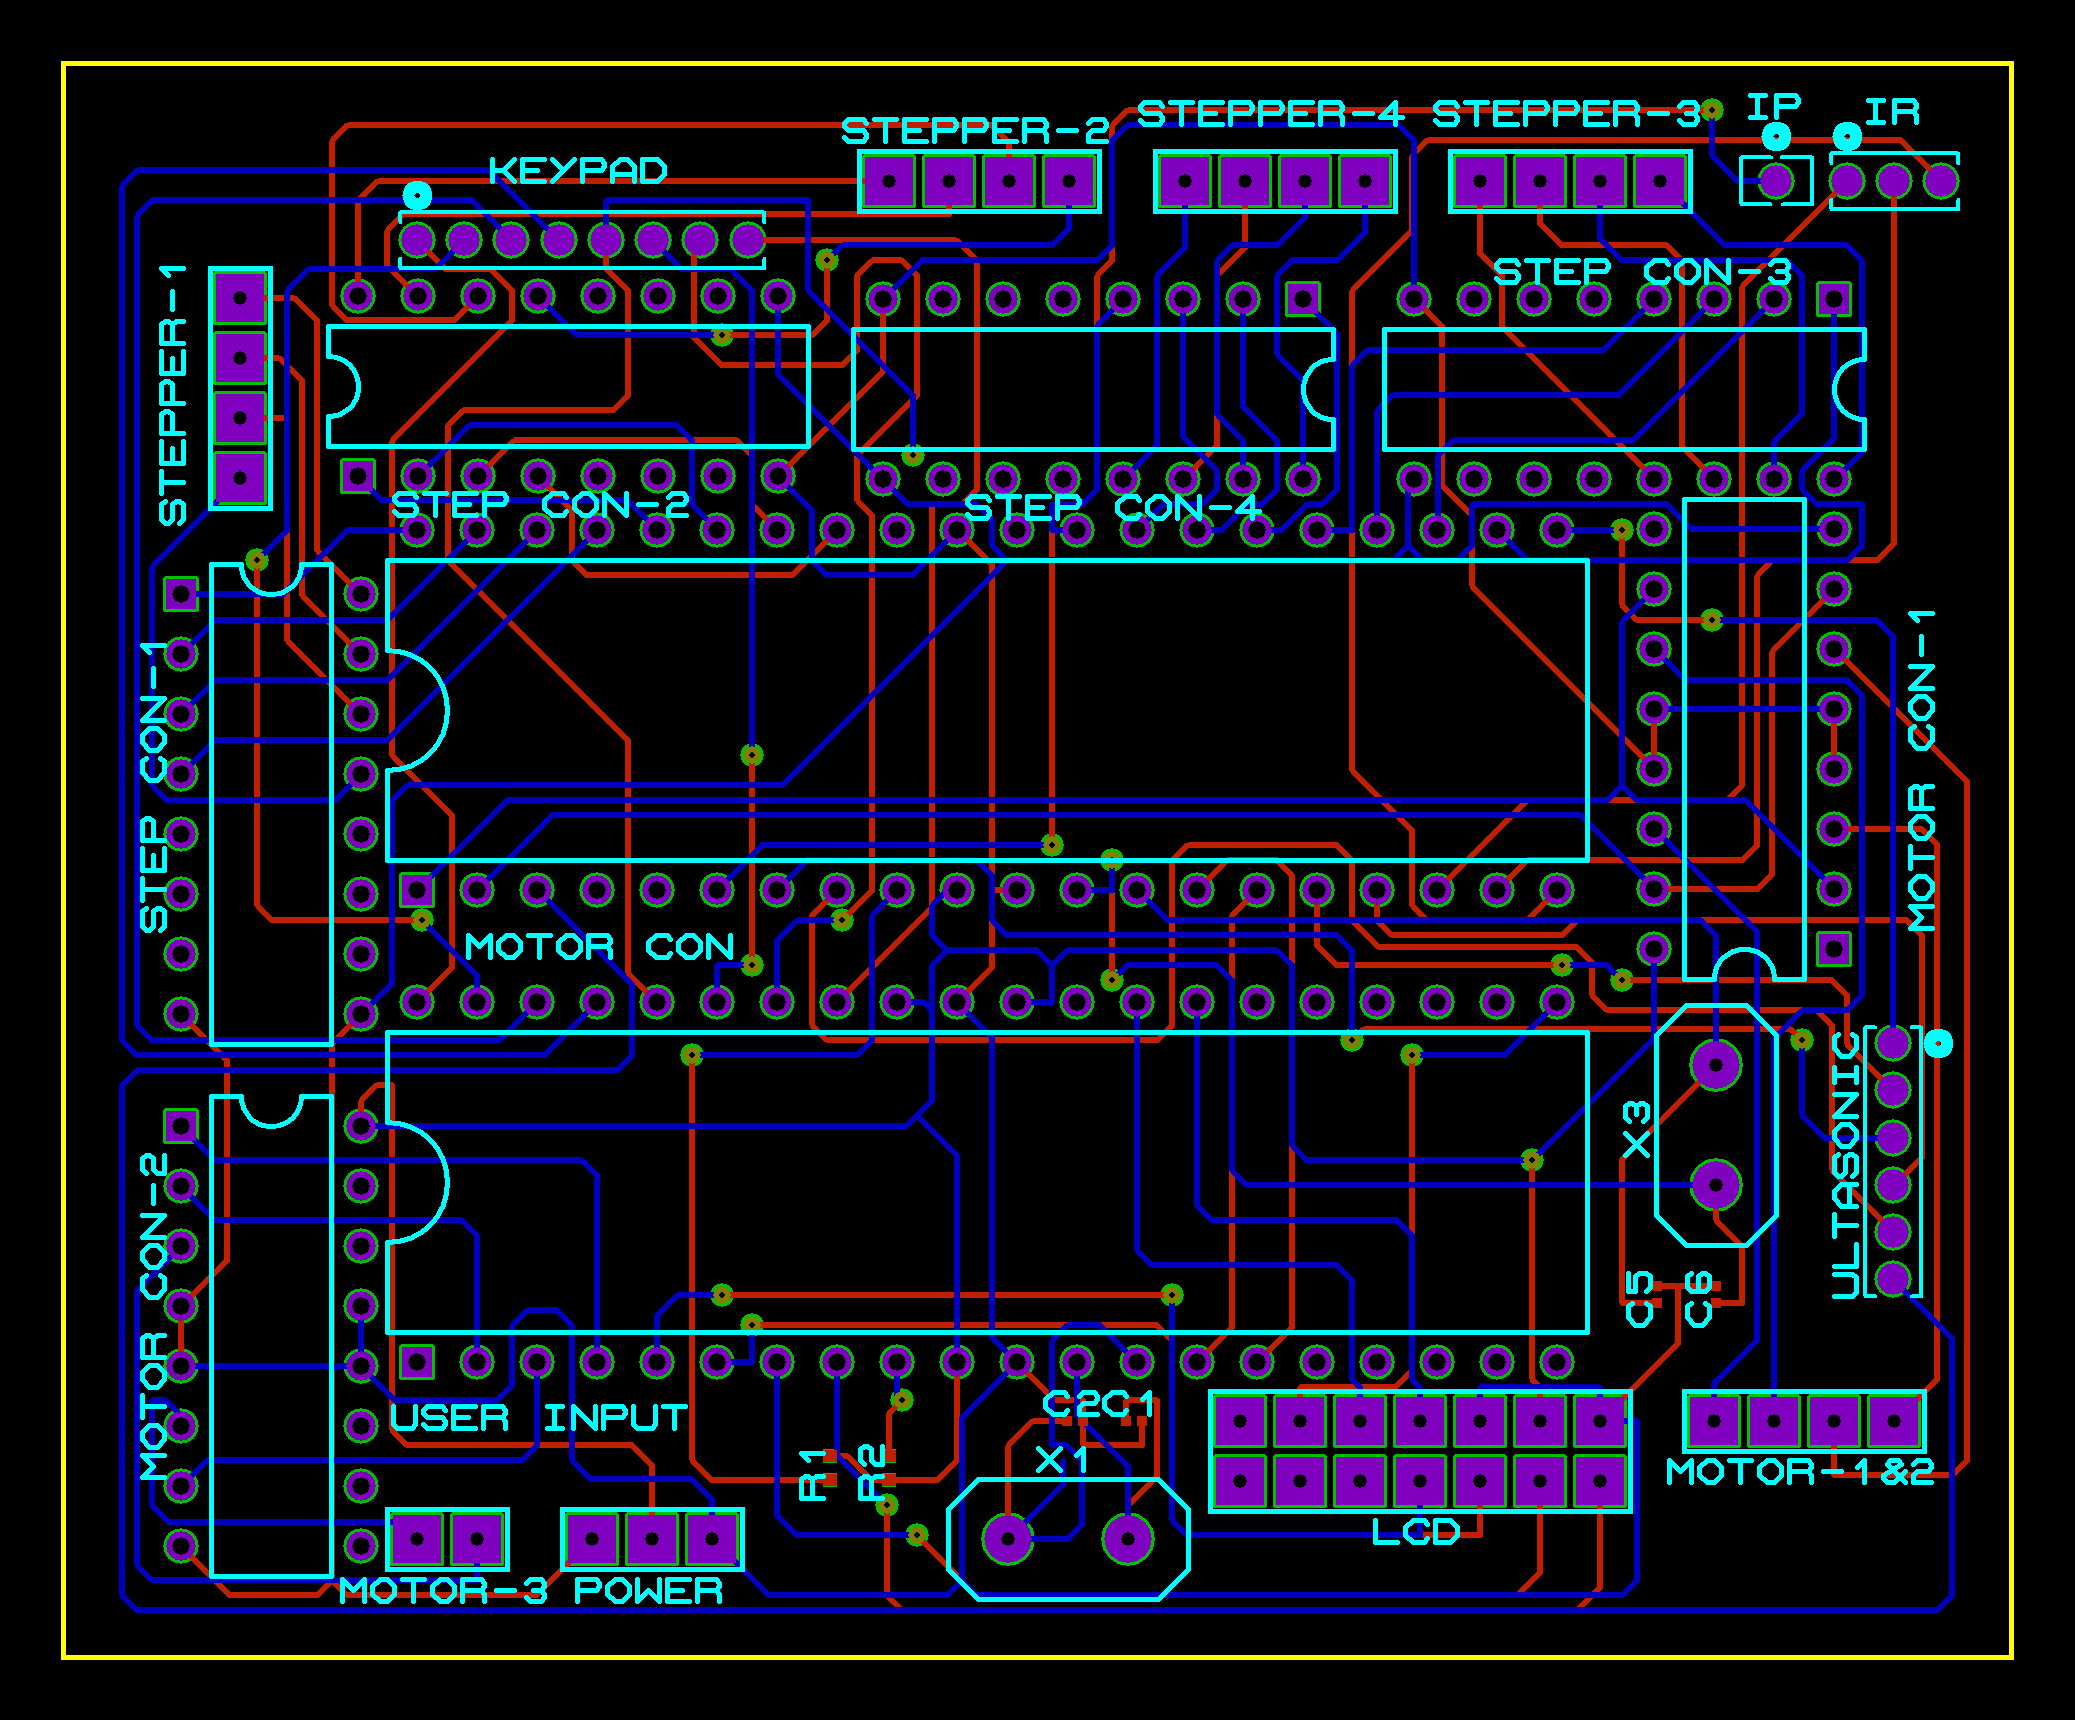 IP
IR
STEPPER-2
STEPPER-4
STEPPER-3
KEYPAD
STEP CON-3
STEPPER-1
STEP CON-2
STEP CON-4
STEP CON-1
MOTOR CON-1
MOTOR CON
X3
ULTASONIC
MOTOR CON-2
C5
C6
USER INPUT
C2
C1
X1
R1
R2
MOTOR-1&2
LCD
MOTOR-3
POWER